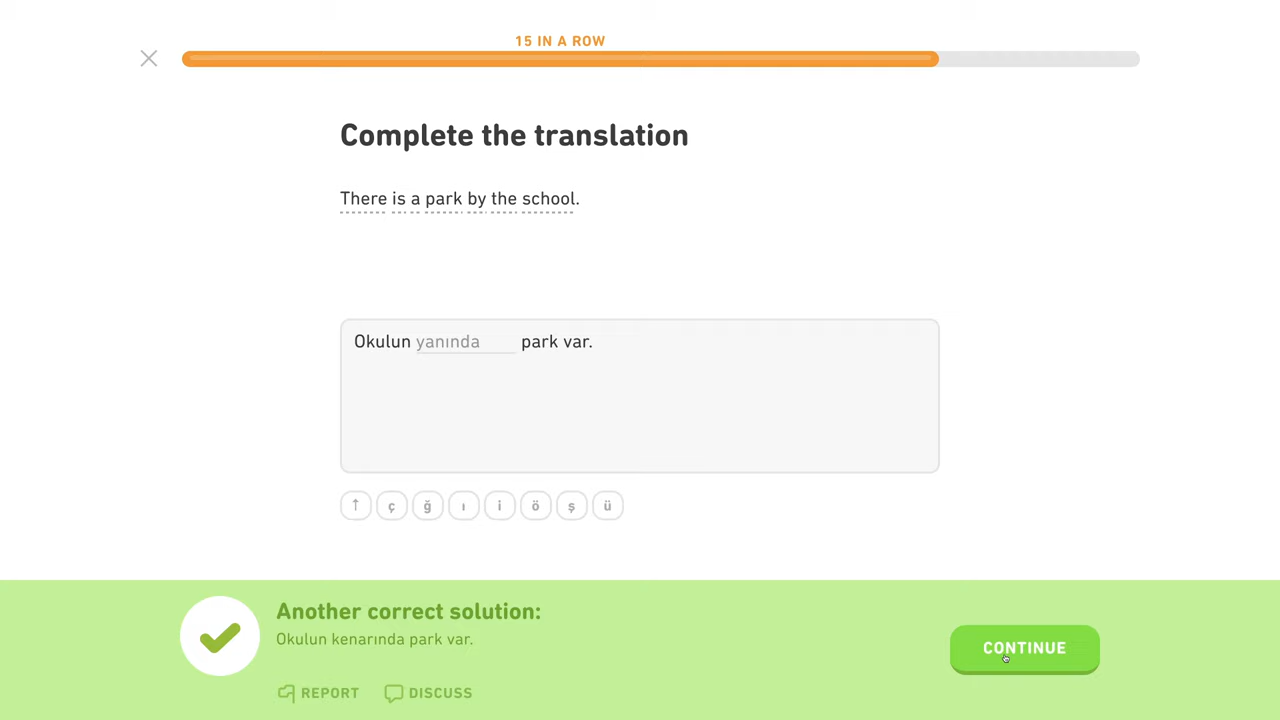 15 IN A ROW
Complete the translation
There is a park by the school.
Okulun yanında park var.
↑ ç ğ ı i ö ş ü
Another correct solution:
Okulun kenarında park var.
CONTINUE
REPORT DISCUSS